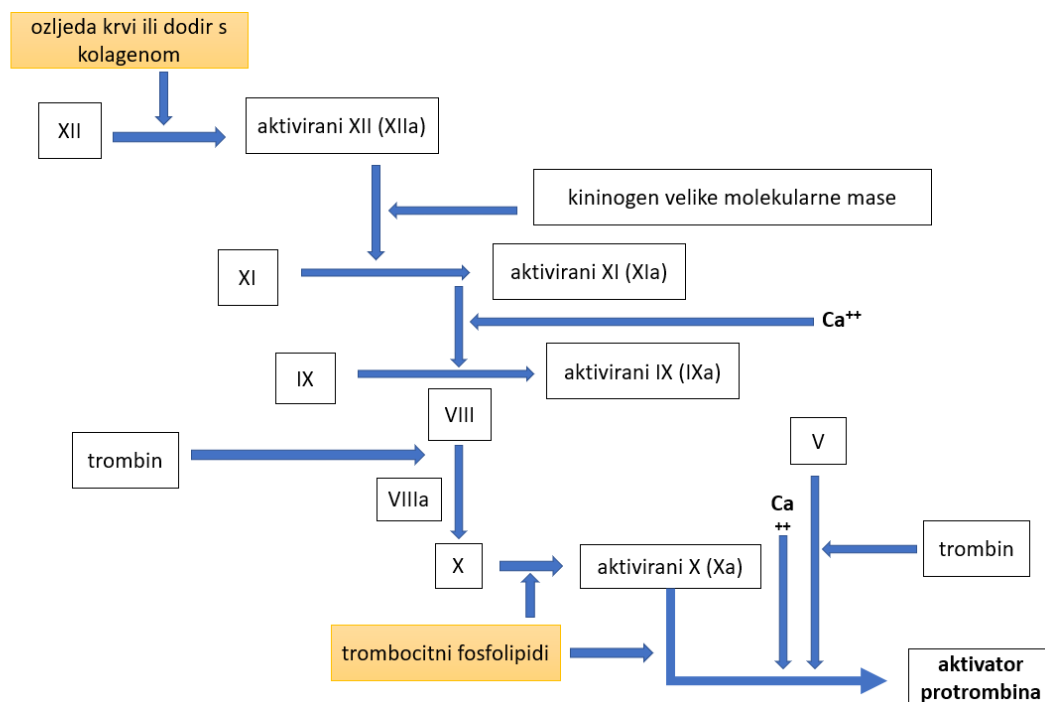 ozljeda krvi ili dodir s
kolagenom
XII
aktivirani XII (XIIa)
kininogen velike molekularne mase
XI
aktivirani XI (XIa)
Ca⁺⁺
IX
aktivirani IX (IXa)
VIII
V
trombin
VIIIa
Ca
++
trombin
X
aktivirani X (Xa)
trombocitni fosfolipidi
aktivator
protrombina